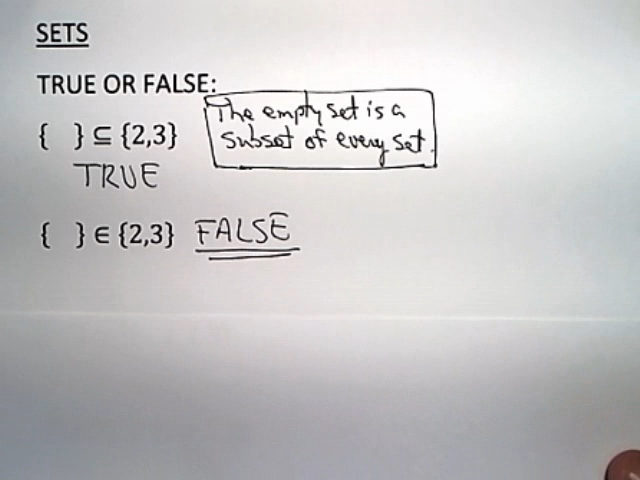 SETS
TRUE OR FALSE:
The empty set is a
subset of every set.
{ } ⊆ {2,3}
TRUE
{ } ∈ {2,3} FALSE